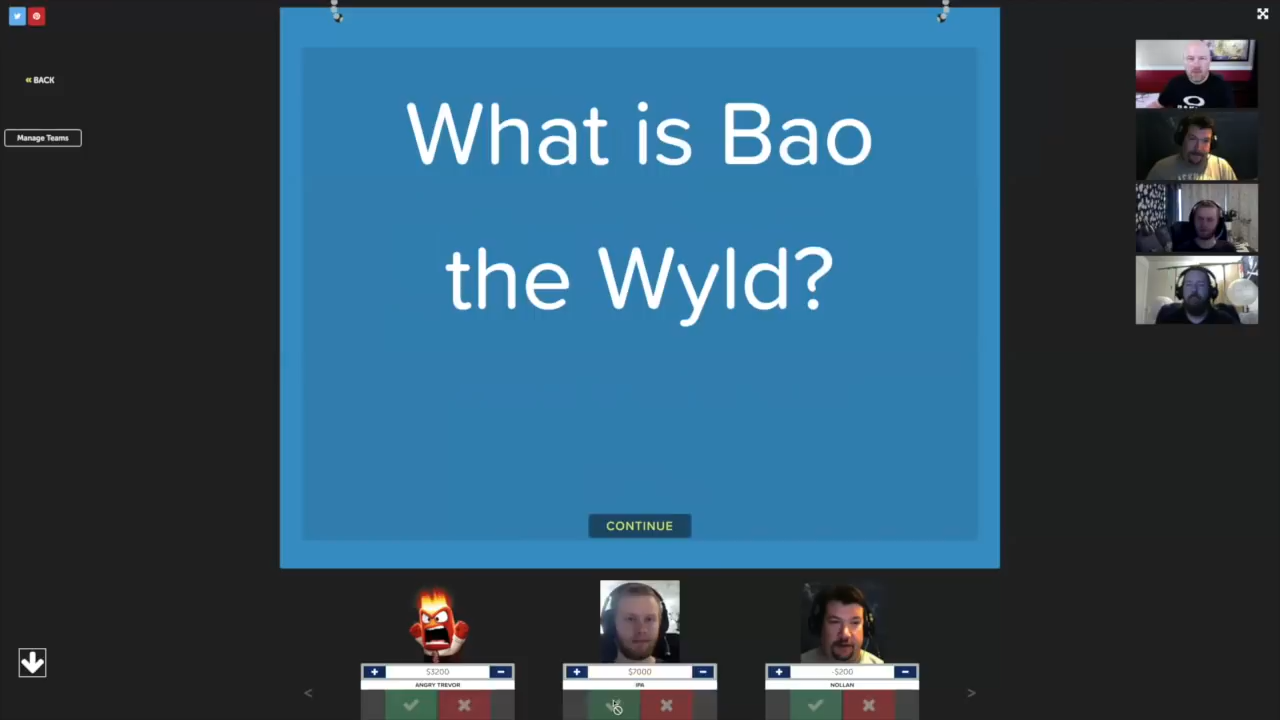 « BACK
Manage Teams
What is Bao
the Wyld?
CONTINUE
$3200
$7000
-$200
ANGRY TREVOR
IPA
NOLLAN